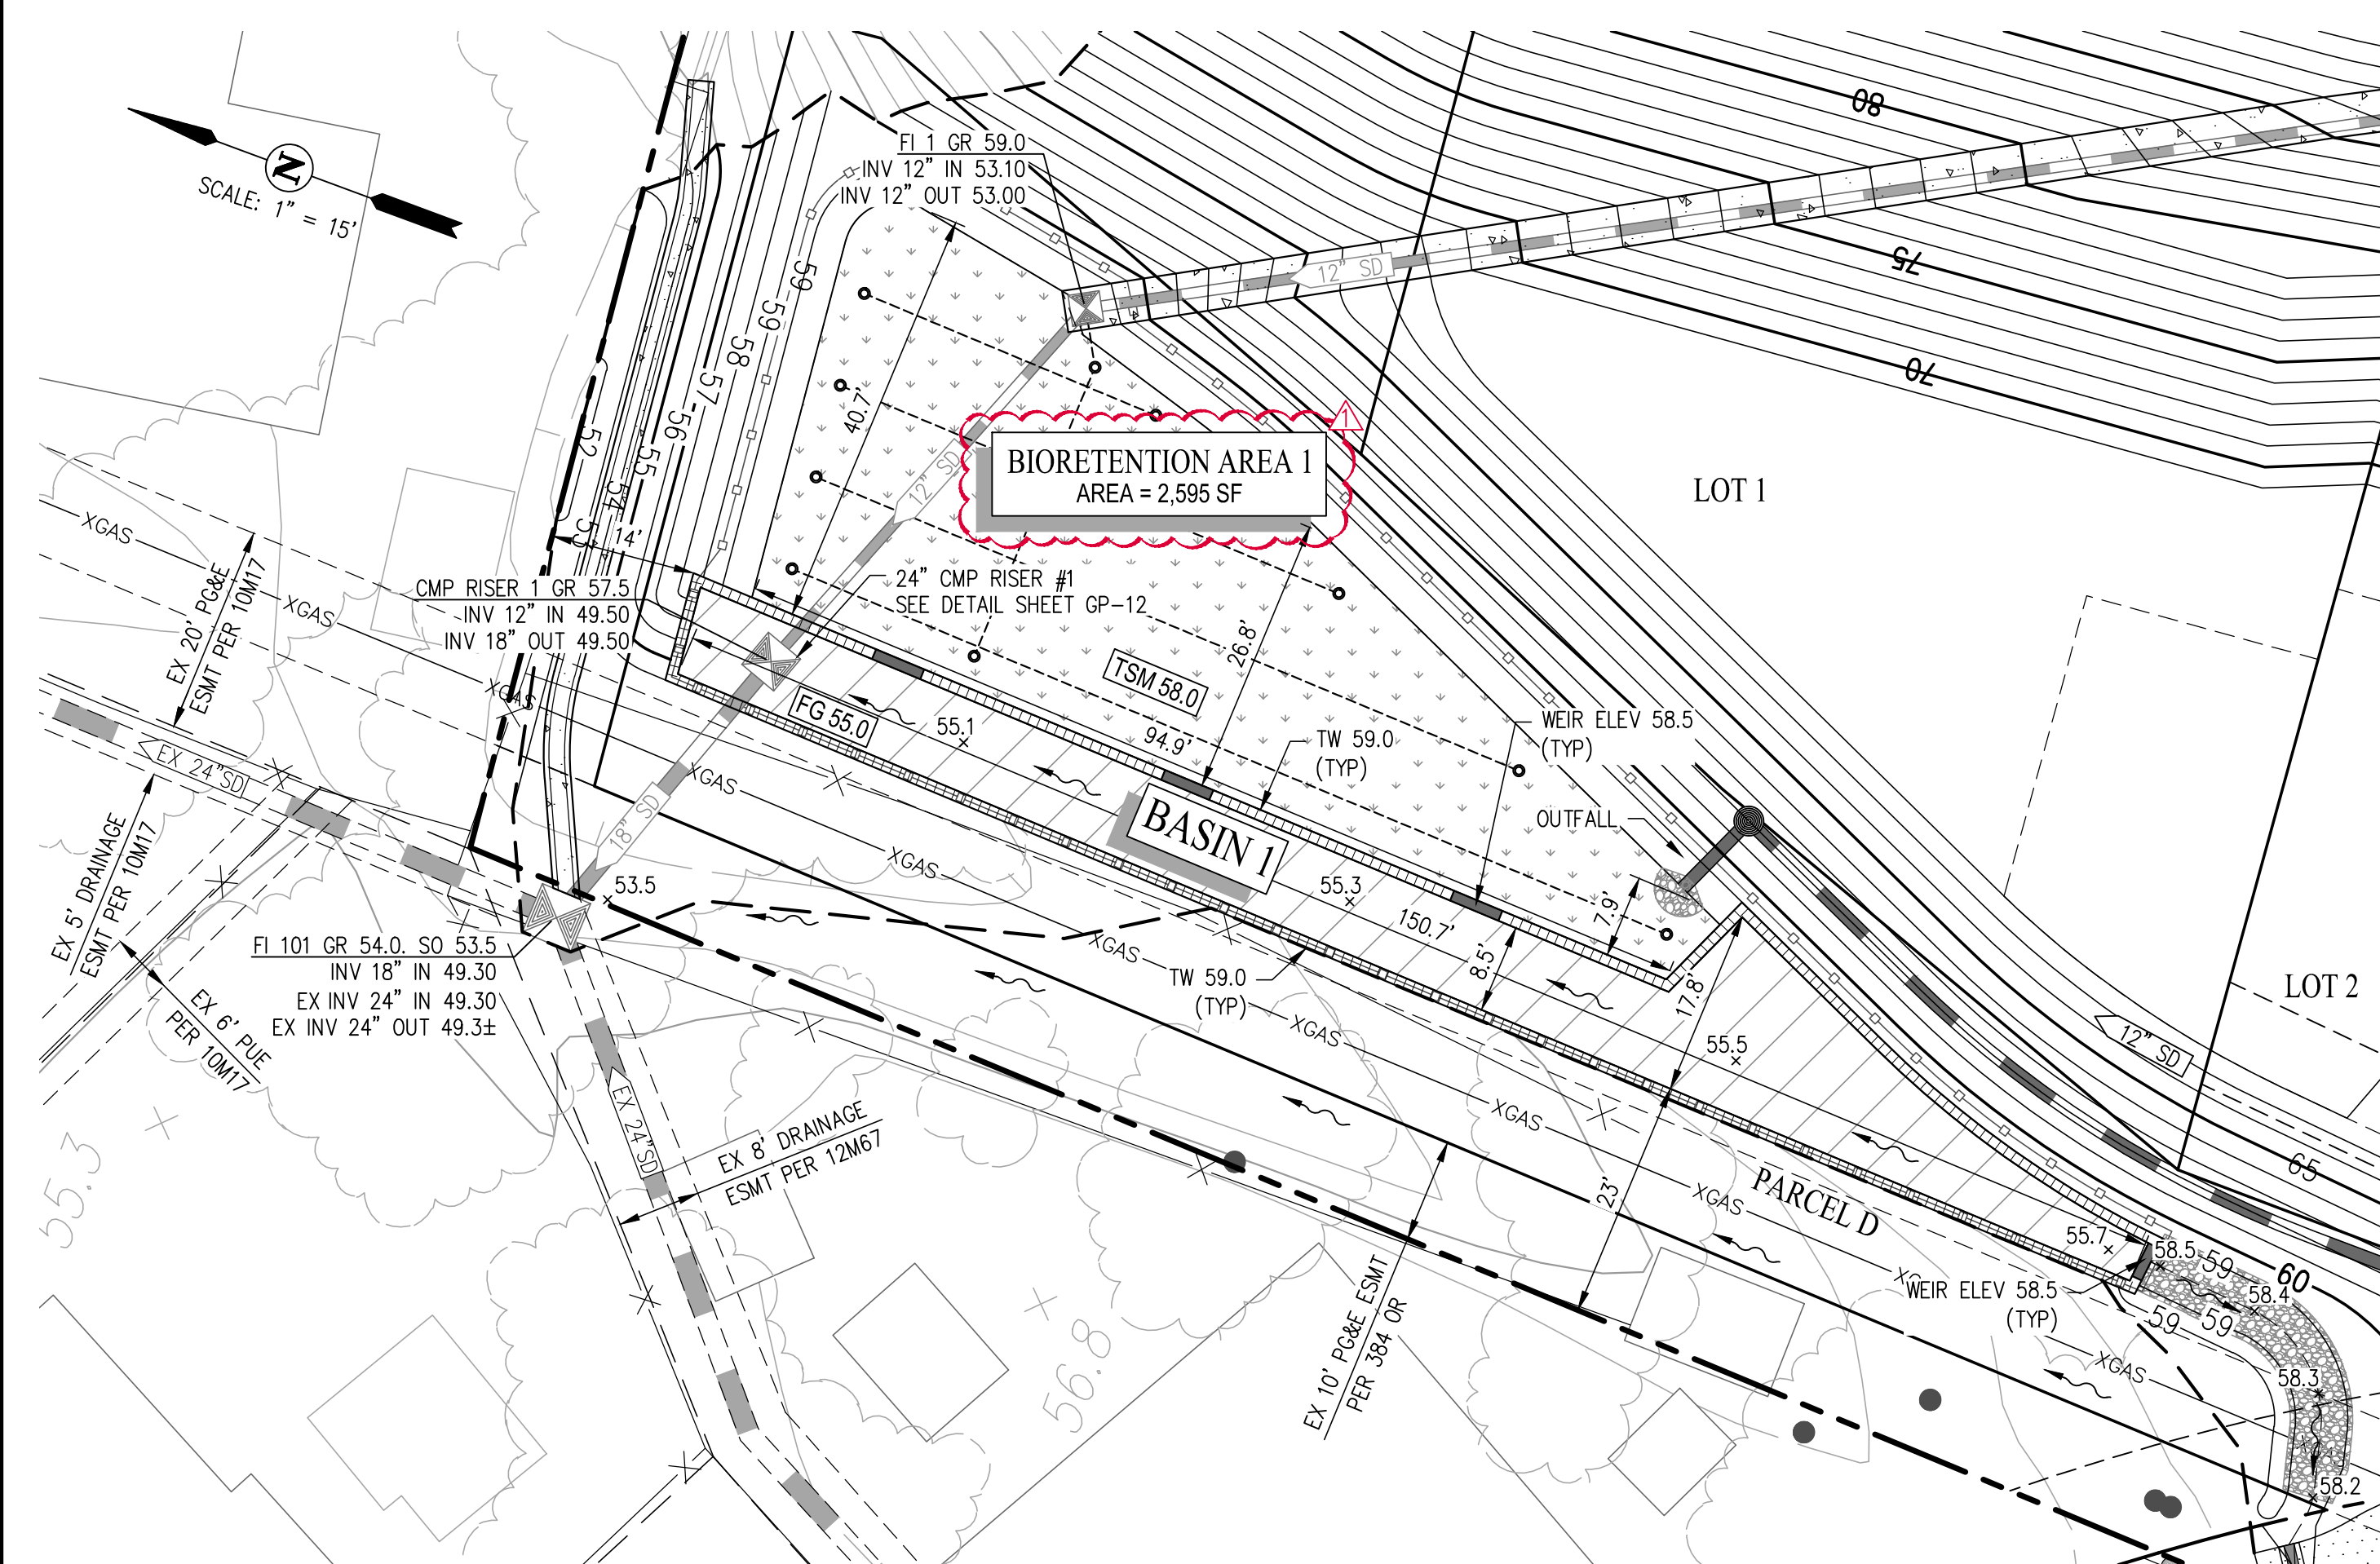 N
SCALE: 1" = 15'
80
75
70
65
60
FI 1 GR 59.0
INV 12" IN 53.10
INV 12" OUT 53.00
12" SD
59
59
58
57
56
55
54
53
52
14'
40.7'
12" SD
1
BIORETENTION AREA 1
AREA = 2,595 SF
LOT 1
XGAS
EX 20' PG&E
ESMT PER 10M17
XGAS
CMP RISER 1 GR 57.5
INV 12" IN 49.50
INV 18" OUT 49.50
24" CMP RISER #1
SEE DETAIL SHEET GP-12
26.8'
TSM 58.0
XGAS
FG 55.0
55.1
94.9'
TW 59.0
(TYP)
WEIR ELEV 58.5
(TYP)
EX 24"SD
XGAS
18" SD
BASIN 1
OUTFALL
EX 5' DRAINAGE
ESMT PER 10M17
XGAS
53.5
55.3
150.7'
7.9'
8.5'
17.8'
FI 101 GR 54.0. SO 53.5
INV 18" IN 49.30
EX INV 24" IN 49.30
EX INV 24" OUT 49.3±
XGAS
TW 59.0
(TYP)
LOT 2
EX 6' PUE
PER 10M17
XGAS
55.5
12" SD
EX 24"SD
EX 8' DRAINAGE
ESMT PER 12M67
XGAS
55.3
23'
XGAS
PARCEL D
55.7
58.5
59
58.4
WEIR ELEV 58.5
(TYP)
XGAS
59
59
EX 10' PG&E ESMT
PER 384 OR
56.8
XGAS
58.3
58.2